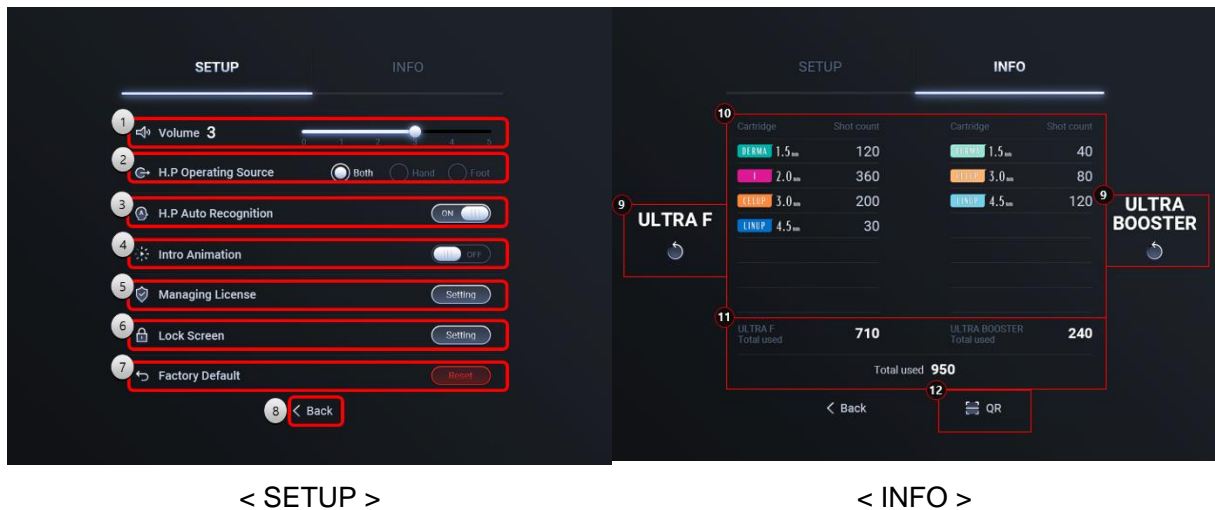 SETUP INFO
1 Volume 3
0 1 2 3 4 5
2 H.P Operating Source Both Hand Foot
3 H.P Auto Recognition ON
4 Intro Animation OFF
5 Managing License Setting
6 Lock Screen Setting
7 Factory Default Reset
8 < Back
< SETUP >
SETUP INFO
10
Cartridge Shot count Cartridge Shot count
DERMA 1.5mm 120 DERMA 1.5mm 40
I 2.0mm 360 CELLUP 3.0mm 80
CELLUP 3.0mm 200 LINUP 4.5mm 120
LINUP 4.5mm 30
9
ULTRA F
9
ULTRA
BOOSTER
11
ULTRA F
Total used 710
ULTRA BOOSTER
Total used 240
Total used 950
12
< Back QR
< INFO >